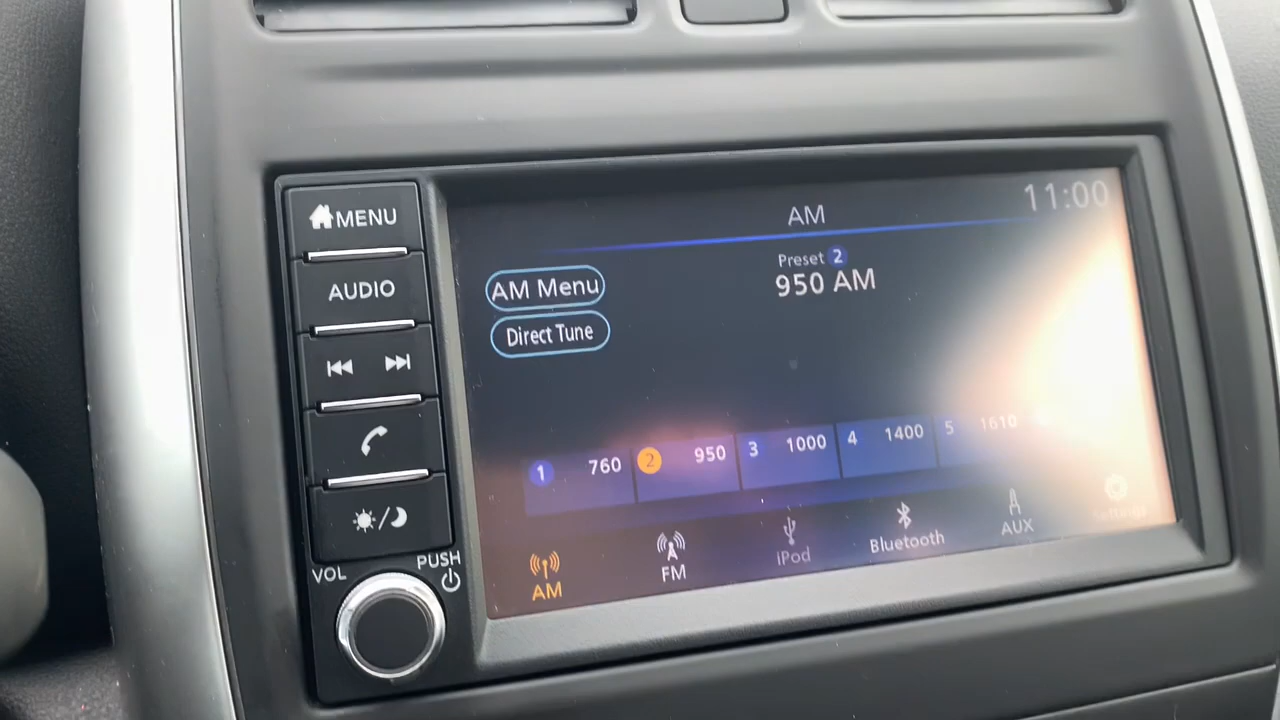 MENU
AUDIO
VOL
PUSH
AM
11:00
Preset 2
950 AM
AM Menu
Direct Tune
1 760
2 950
3 1000
4 1400
5 1610
AM
FM
iPod
Bluetooth
AUX
Settings